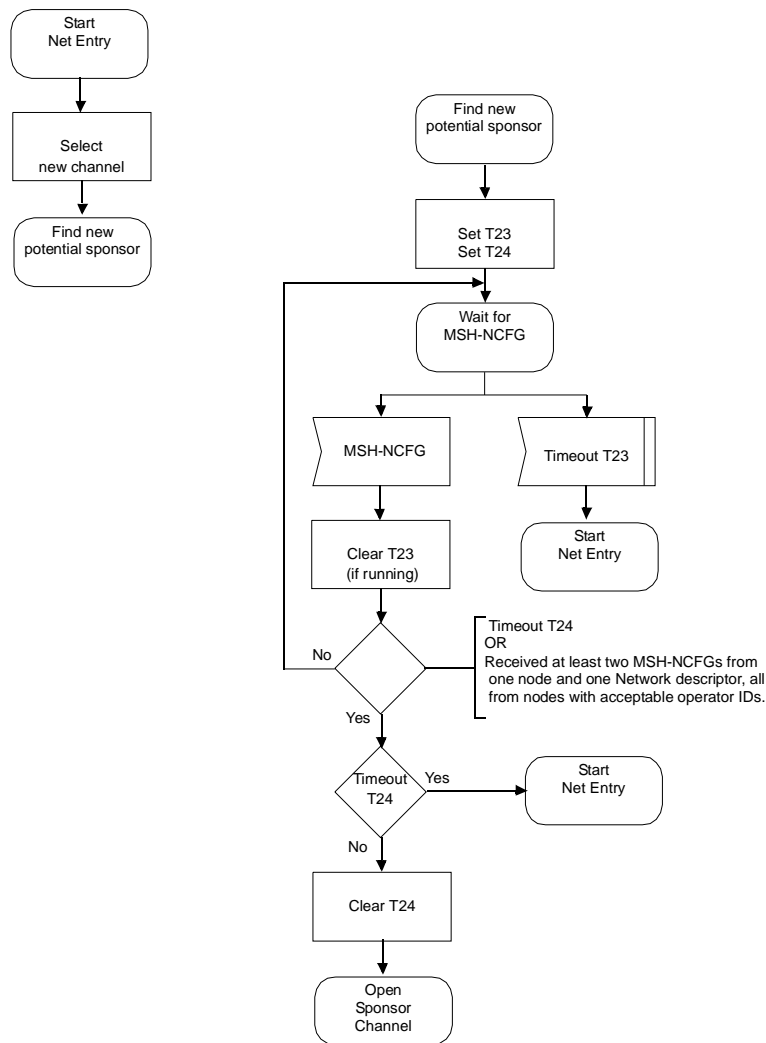 Start
Net Entry
Select
new channel
Find new
potential sponsor
Find new
potential sponsor
Set T23
Set T24
Wait for
MSH-NCFG
MSH-NCFG
Timeout T23
Clear T23
(if running)
Start
Net Entry
No
Timeout T24
OR
Received at least two MSH-NCFGs from
one node and one Network descriptor, all
from nodes with acceptable operator IDs.
Yes
Timeout
T24
Yes
Start
Net Entry
No
Clear T24
Open
Sponsor
Channel